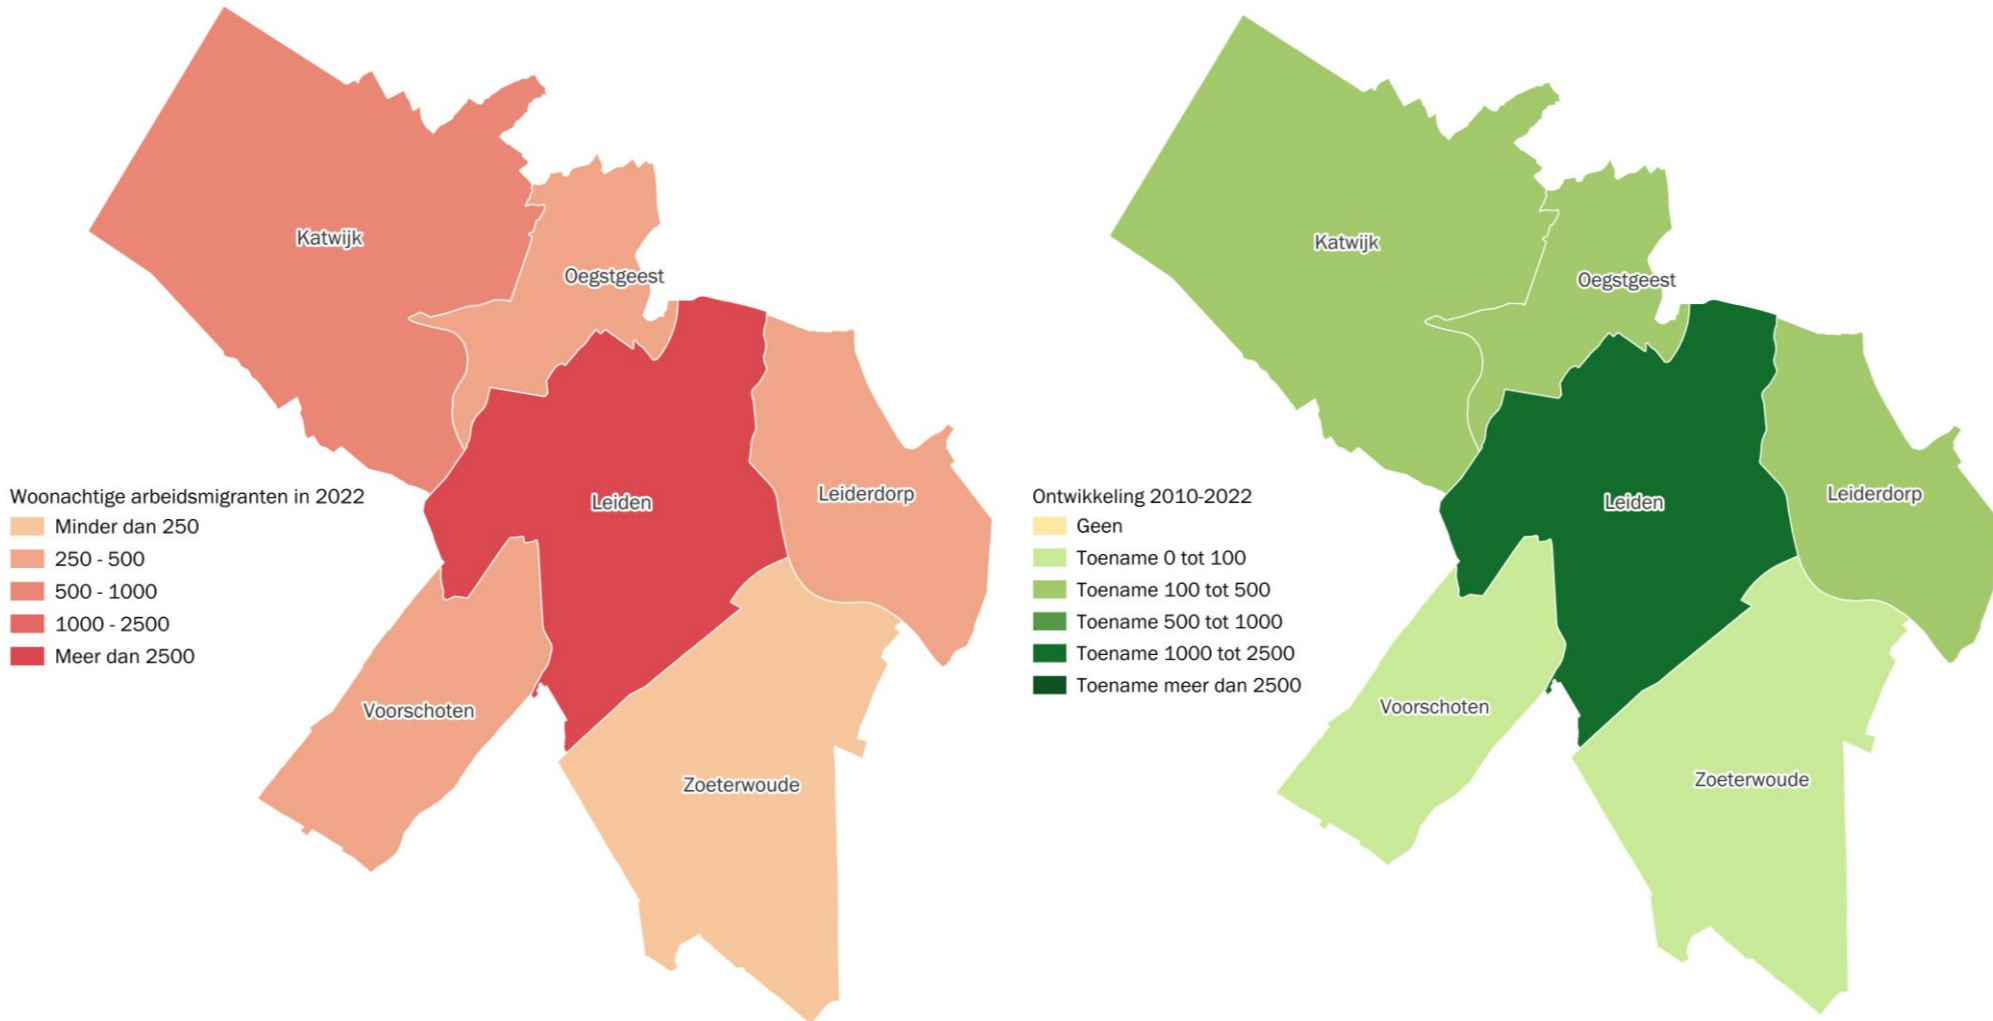 Katwijk
Oegstgeest
Leiden
Leiderdorp
Voorschoten
Zoeterwoude
Woonachtige arbeidsmigranten in 2022
Minder dan 250
250 - 500
500 - 1000
1000 - 2500
Meer dan 2500
Katwijk
Oegstgeest
Leiden
Leiderdorp
Voorschoten
Zoeterwoude
Ontwikkeling 2010-2022
Geen
Toename 0 tot 100
Toename 100 tot 500
Toename 500 tot 1000
Toename 1000 tot 2500
Toename meer dan 2500